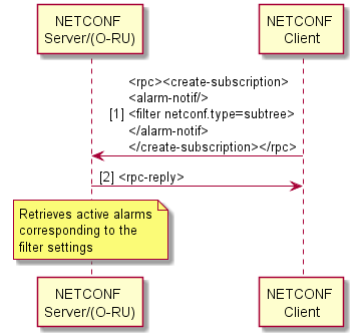 NETCONF
Server/(O-RU)
NETCONF
Client
<rpc><create-subscription>
<alarm-notif/>
[1] <filter netconf.type=subtree>
</alarm-notif>
</create-subscription></rpc>
[2] <rpc-reply>
Retrieves active alarms
corresponding to the
filter settings
NETCONF
Server/(O-RU)
NETCONF
Client